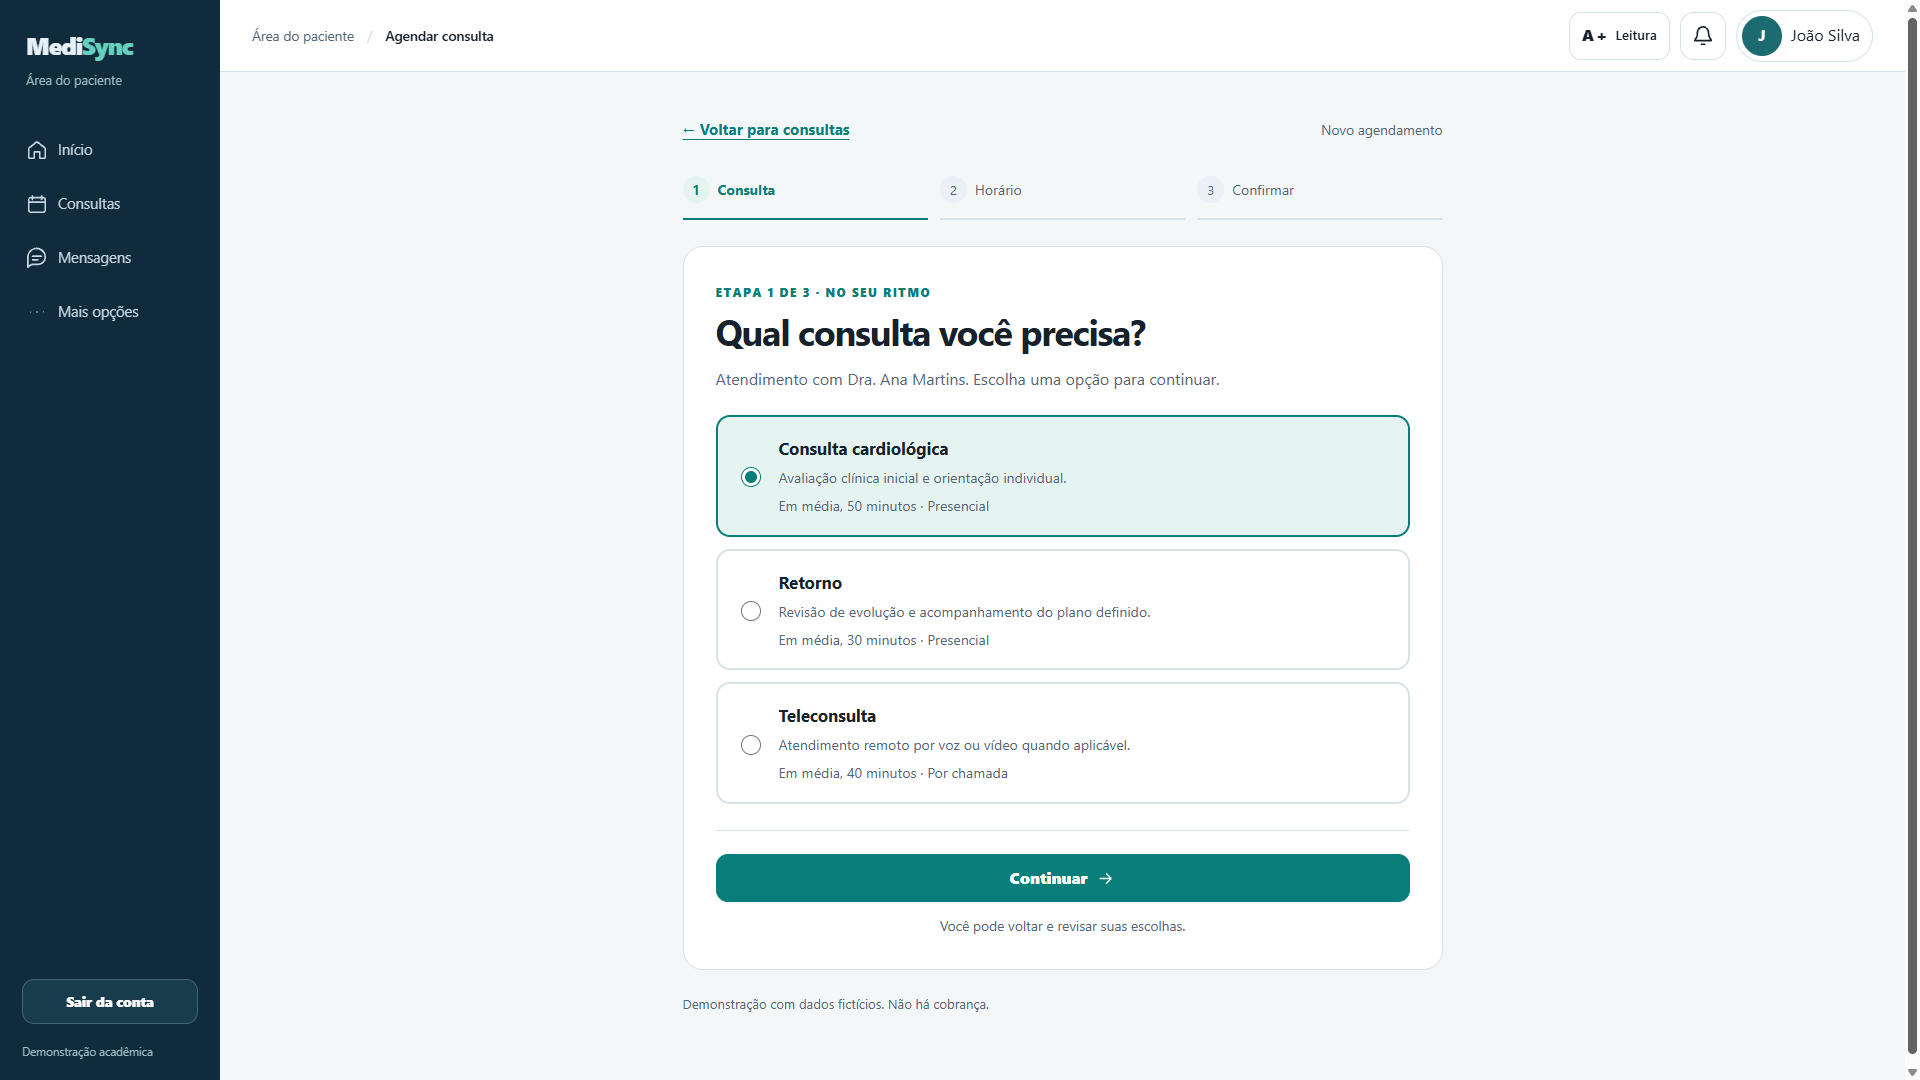 MediSync
Área do paciente
Início
Consultas
Mensagens
Mais opções
Sair da conta
Demonstração acadêmica
Área do paciente / Agendar consulta
A+ Leitura
J João Silva
← Voltar para consultas
Novo agendamento
1 Consulta
2 Horário
3 Confirmar
ETAPA 1 DE 3 · NO SEU RITMO
Qual consulta você precisa?
Atendimento com Dra. Ana Martins. Escolha uma opção para continuar.
Consulta cardiológica
Avaliação clínica inicial e orientação individual.
Em média, 50 minutos · Presencial
Retorno
Revisão de evolução e acompanhamento do plano definido.
Em média, 30 minutos · Presencial
Teleconsulta
Atendimento remoto por voz ou vídeo quando aplicável.
Em média, 40 minutos · Por chamada
Continuar →
Você pode voltar e revisar suas escolhas.
Demonstração com dados fictícios. Não há cobrança.